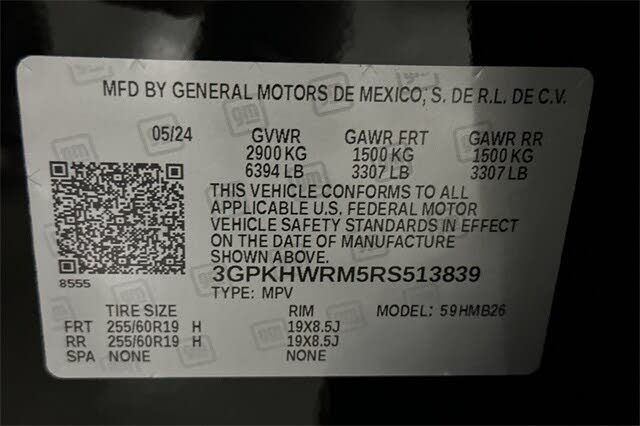 MFD BY GENERAL MOTORS DE MEXICO, S. DE R.L. DE C.V.
05/24 GVWR GAWR FRT GAWR RR
2900 KG 1500 KG 1500 KG
6394 LB 3307 LB 3307 LB
THIS VEHICLE CONFORMS TO ALL
APPLICABLE U.S. FEDERAL MOTOR
VEHICLE SAFETY STANDARDS IN EFFECT
ON THE DATE OF MANUFACTURE
SHOWN ABOVE.
8555 3GPKHWRM5RS513839
TYPE: MPV
TIRE SIZE RIM MODEL: 59HMB26
FRT 255/60R19 H 19X8.5J
RR 255/60R19 H 19X8.5J
SPA NONE NONE